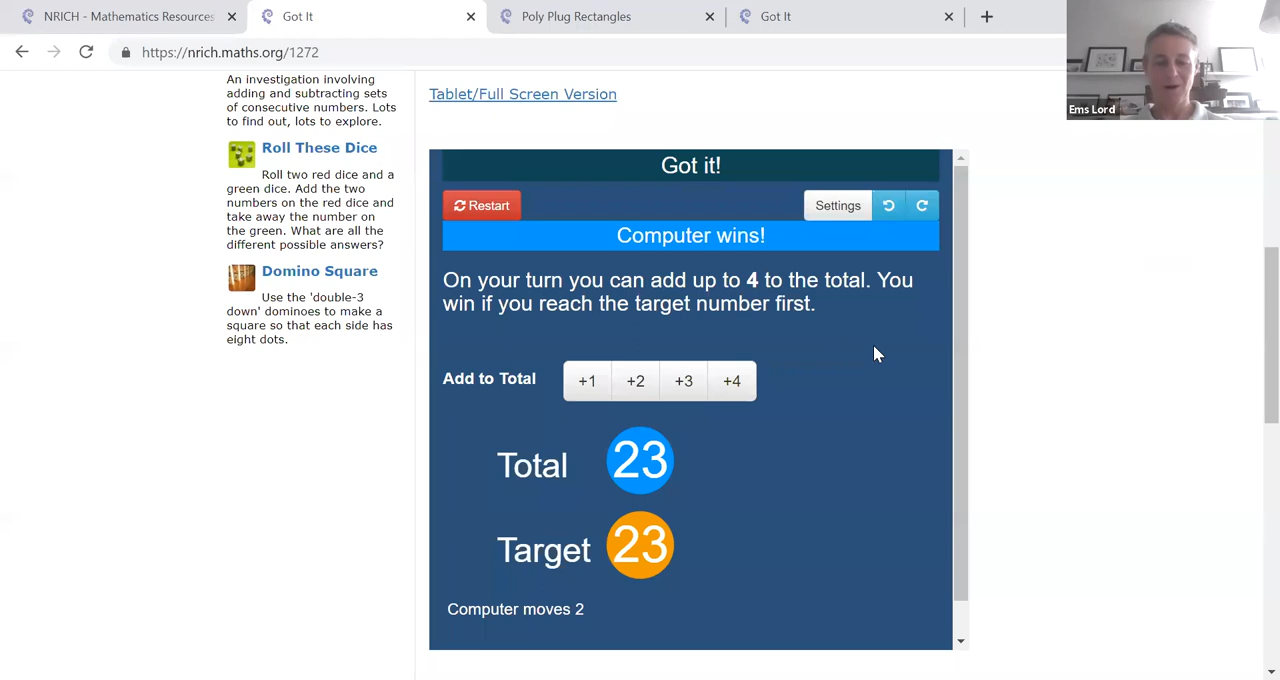 NRICH - Mathematics Resources
Got It
Poly Plug Rectangles
Got It
https://nrich.maths.org/1272
Ems Lord
An investigation involving
adding and subtracting sets
of consecutive numbers. Lots
to find out, lots to explore.
Roll These Dice
Roll two red dice and a
green dice. Add the two
numbers on the red dice and
take away the number on
the green. What are all the
different possible answers?
Domino Square
Use the 'double-3
down' dominoes to make a
square so that each side has
eight dots.
Tablet/Full Screen Version
Got it!
Restart
Settings
Computer wins!
On your turn you can add up to 4 to the total. You
win if you reach the target number first.
Add to Total
+1 +2 +3 +4
Total 23
Target 23
Computer moves 2